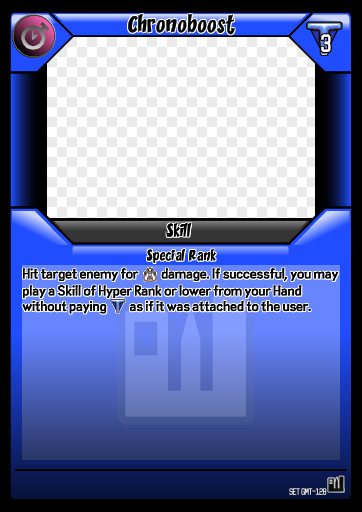 Chronoboost
3
Skill
Special Rank
Hit target enemy for damage. If successful, you may
play a Skill of Hyper Rank or lower from your Hand
without paying as if it was attached to the user.
SET GMT-128